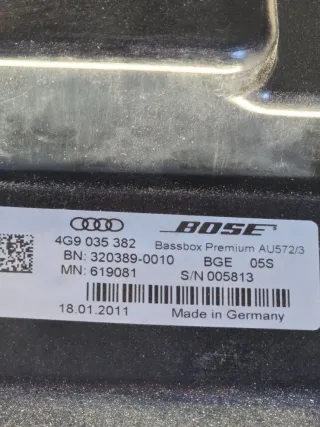 BOSE
4G9 035 382 Bassbox Premium AU572/3
BN: 320389-0010 BGE 05S
MN: 619081 S/N 005813
18.01.2011 Made in Germany